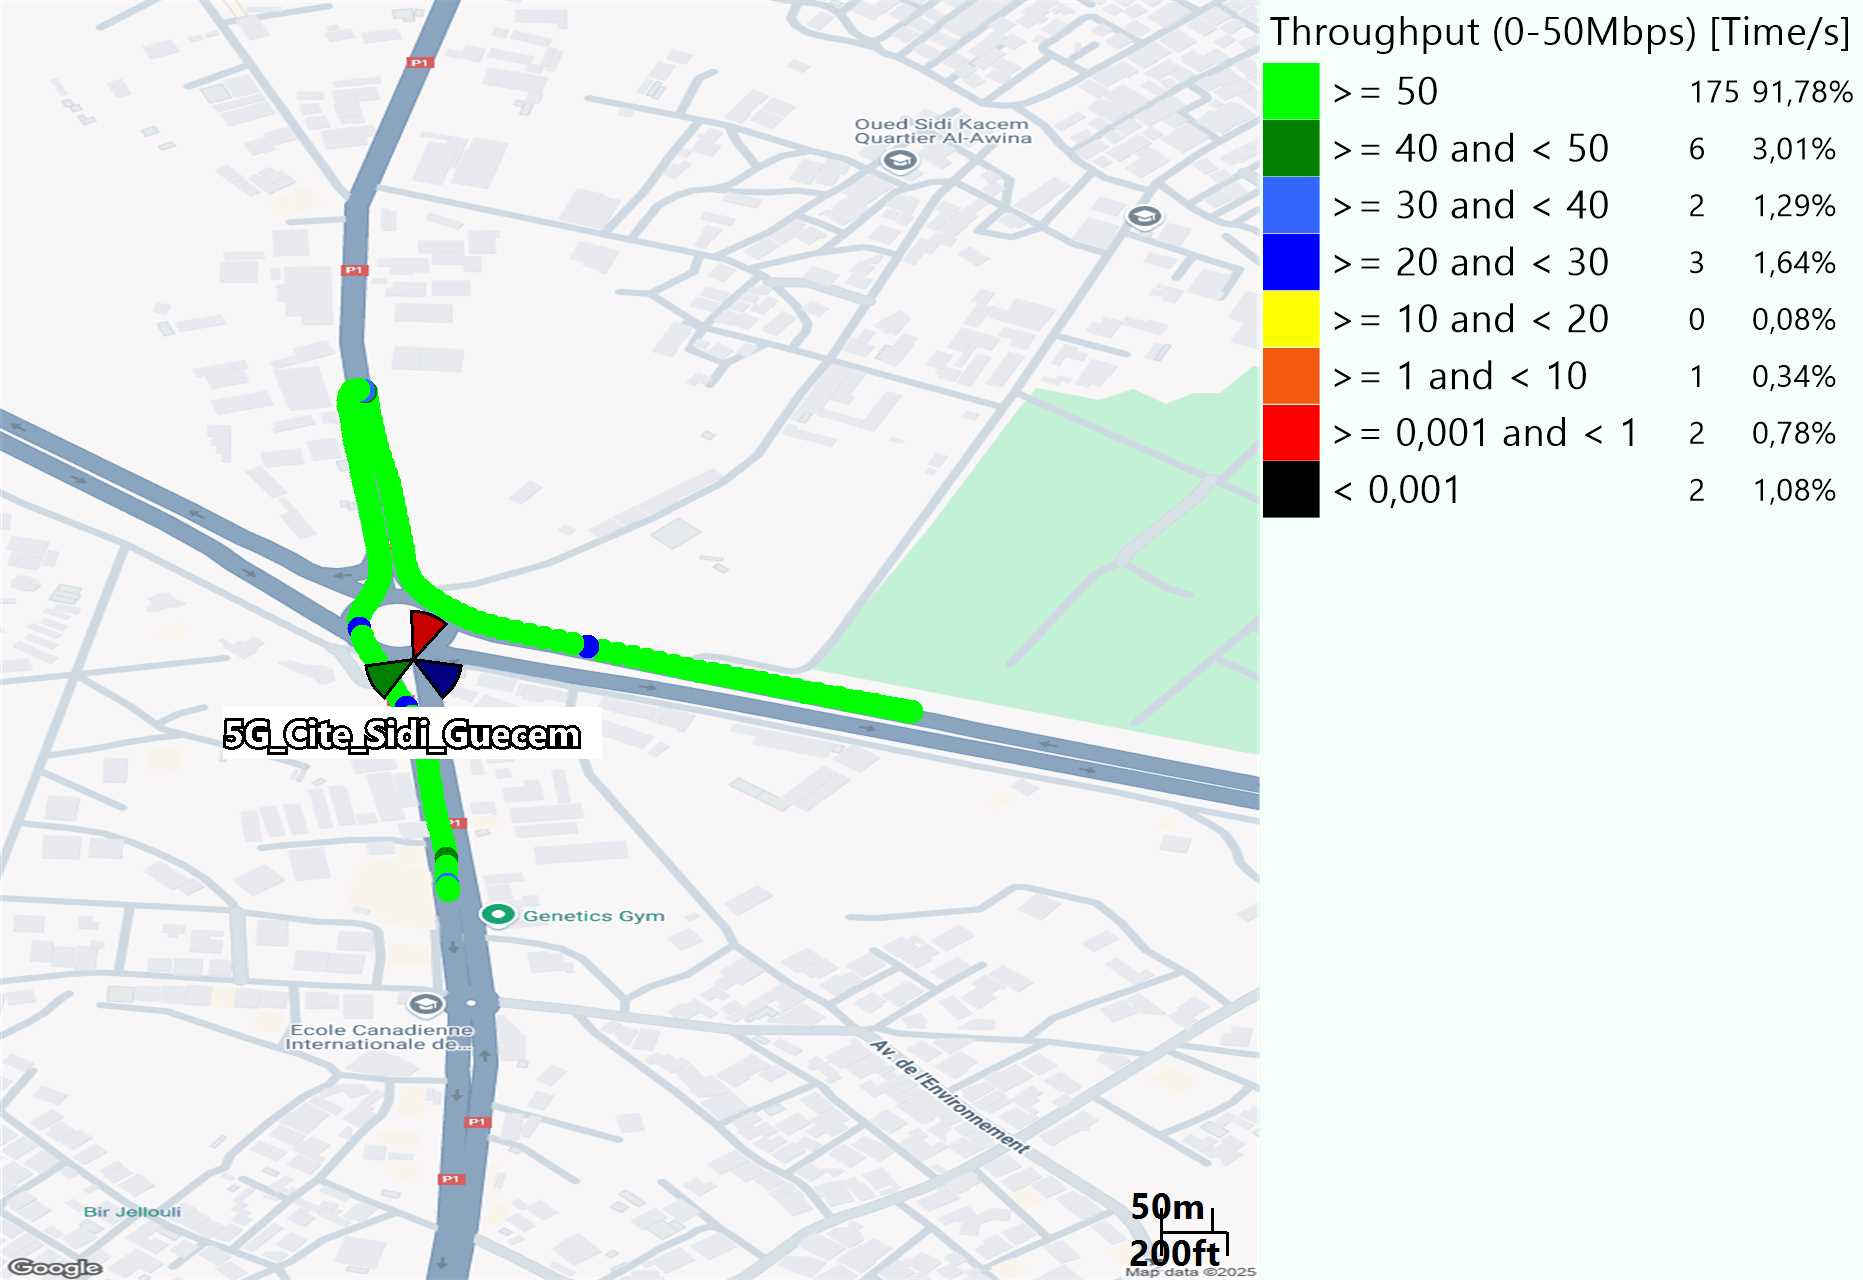 Throughput (0-50Mbps) [Time/s]
>= 50 175 91,78%
>= 40 and < 50 6 3,01%
>= 30 and < 40 2 1,29%
>= 20 and < 30 3 1,64%
>= 10 and < 20 0 0,08%
>= 1 and < 10 1 0,34%
>= 0,001 and < 1 2 0,78%
< 0,001 2 1,08%
P1
Oued Sidi Kacem
Quartier Al-Awina
P1
5G_Cite_Sidi_Guecem
P1
Genetics Gym
Ecole Canadienne
Internationale de...
Av. de l'Environnement
P1
P1
Bir Jellouli
50m
200ft
Google
Map data ©2025